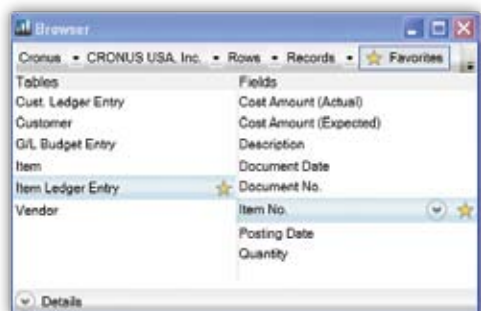 Browser
Cronus • CRONUS USA, Inc. • Rows • Records • Favorites
Tables
Fields
Cust. Ledger Entry
Customer
G/L Budget Entry
Item
Item Ledger Entry
Vendor
Cost Amount (Actual)
Cost Amount (Expected)
Description
Document Date
Document No.
Item No.
Posting Date
Quantity
Details